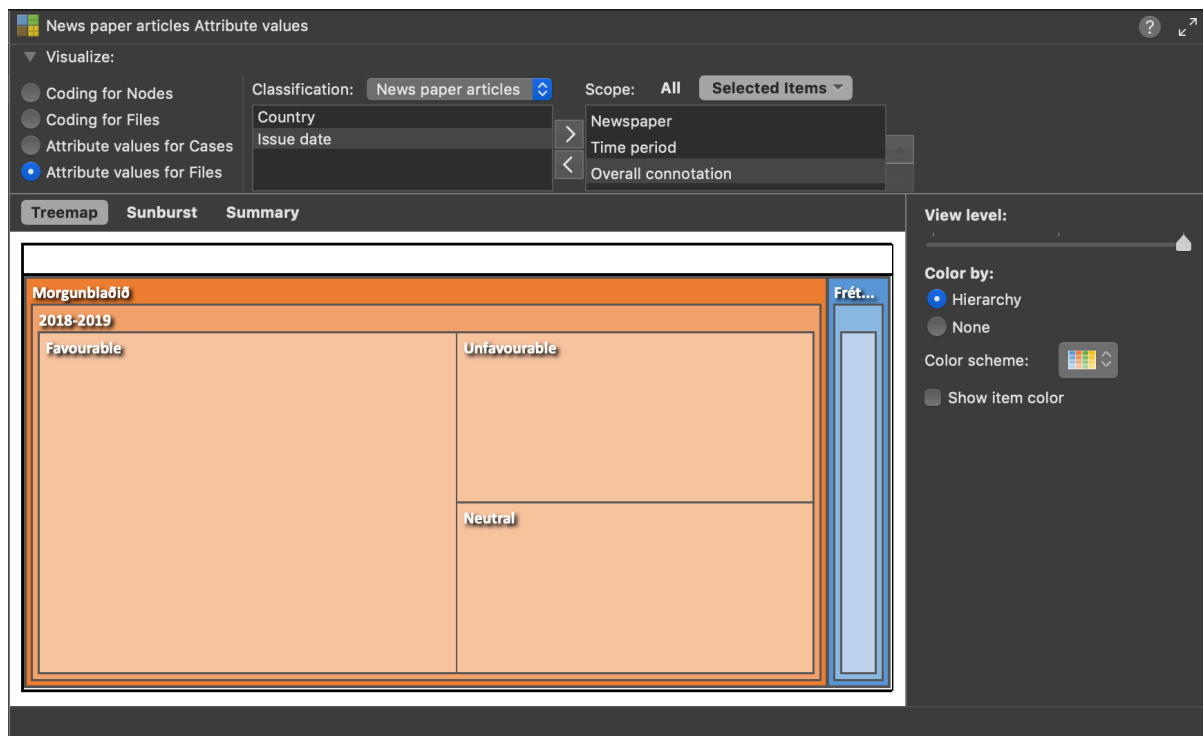 News paper articles Attribute values
?
Visualize:
Coding for Nodes
Coding for Files
Attribute values for Cases
Attribute values for Files
Classification: News paper articles
Country
Issue date
Scope: All Selected Items
Newspaper
Time period
Overall connotation
Treemap Sunburst Summary
Morgunblaðið
2018-2019
Favourable
Unfavourable
Neutral
Frét...
View level:
Color by:
Hierarchy
None
Color scheme:
Show item color